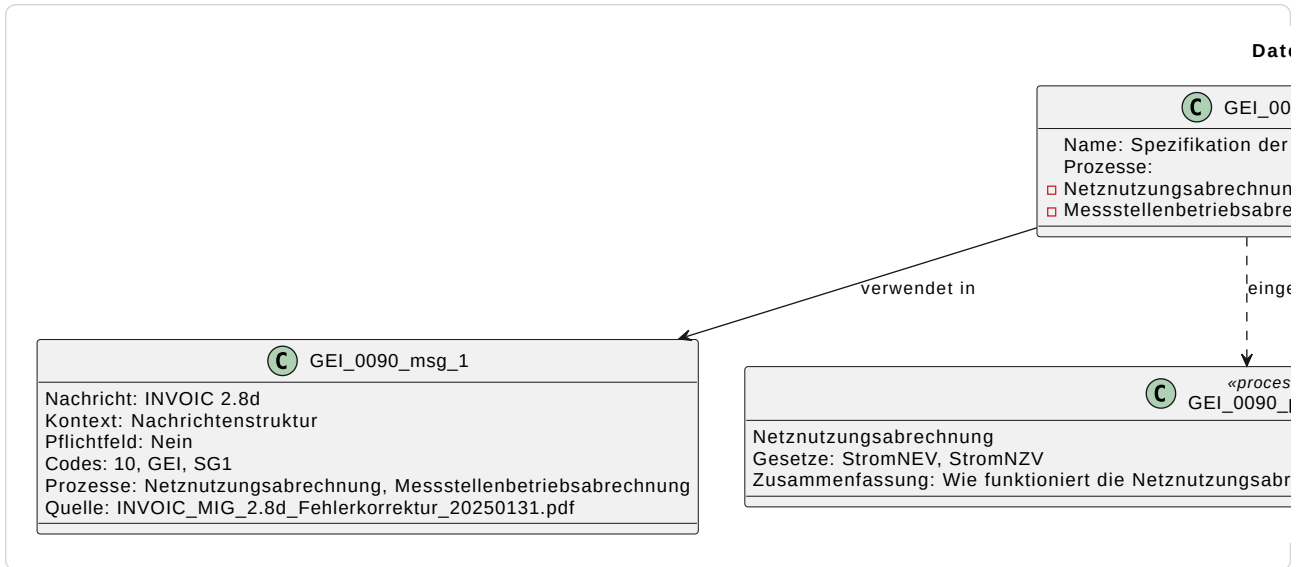 Date
C GEI_00
Name: Spezifikation der
Prozesse:
Netznutzungsabrechnun
Messstellenbetriebsabre
verwendet in
einge
C GEI_0090_msg_1
Nachricht: INVOIC 2.8d
Kontext: Nachrichtenstruktur
Pflichtfeld: Nein
Codes: 10, GEI, SG1
Prozesse: Netznutzungsabrechnung, Messstellenbetriebsabrechnung
Quelle: INVOIC_MIG_2.8d_Fehlerkorrektur_20250131.pdf
«proces
C GEI_0090_p
Netznutzungsabrechnung
Gesetze: StromNEV, StromNZV
Zusammenfassung: Wie funktioniert die Netznutzungsabr